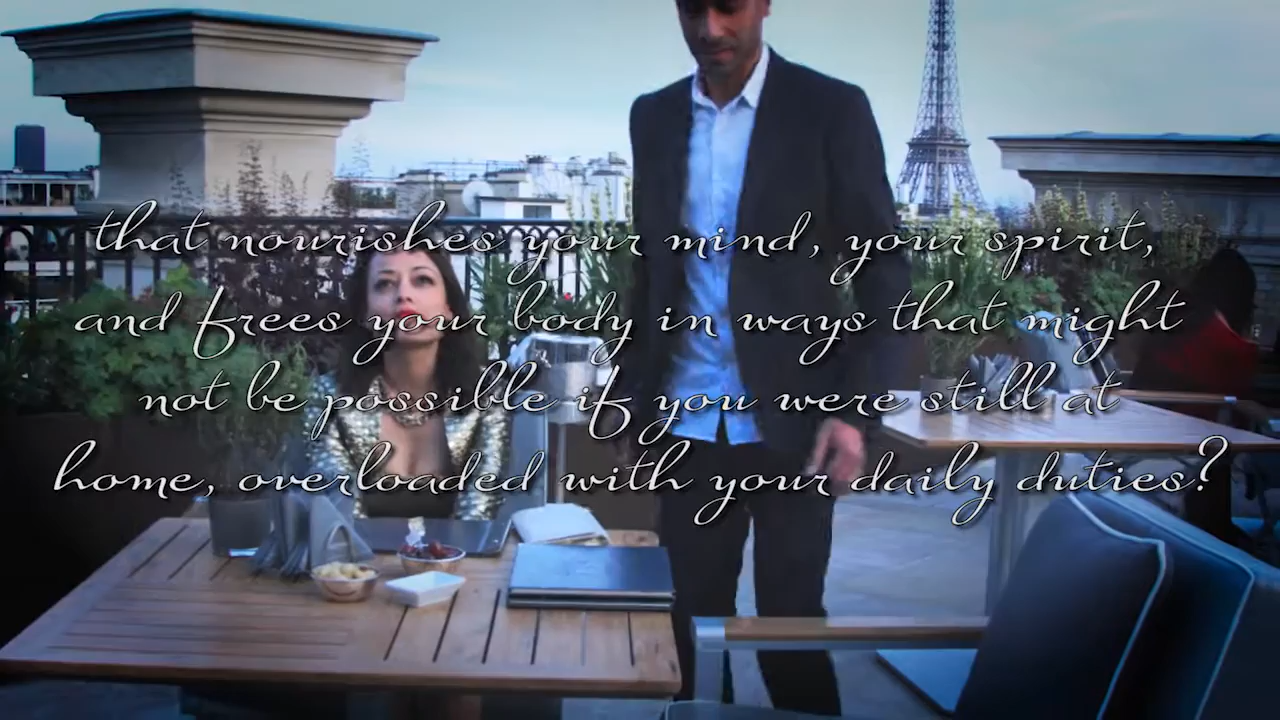 that nourishes your mind, your spirit,
and frees your body in ways that might
not be possible if you were still at
home, overloaded with your daily duties?